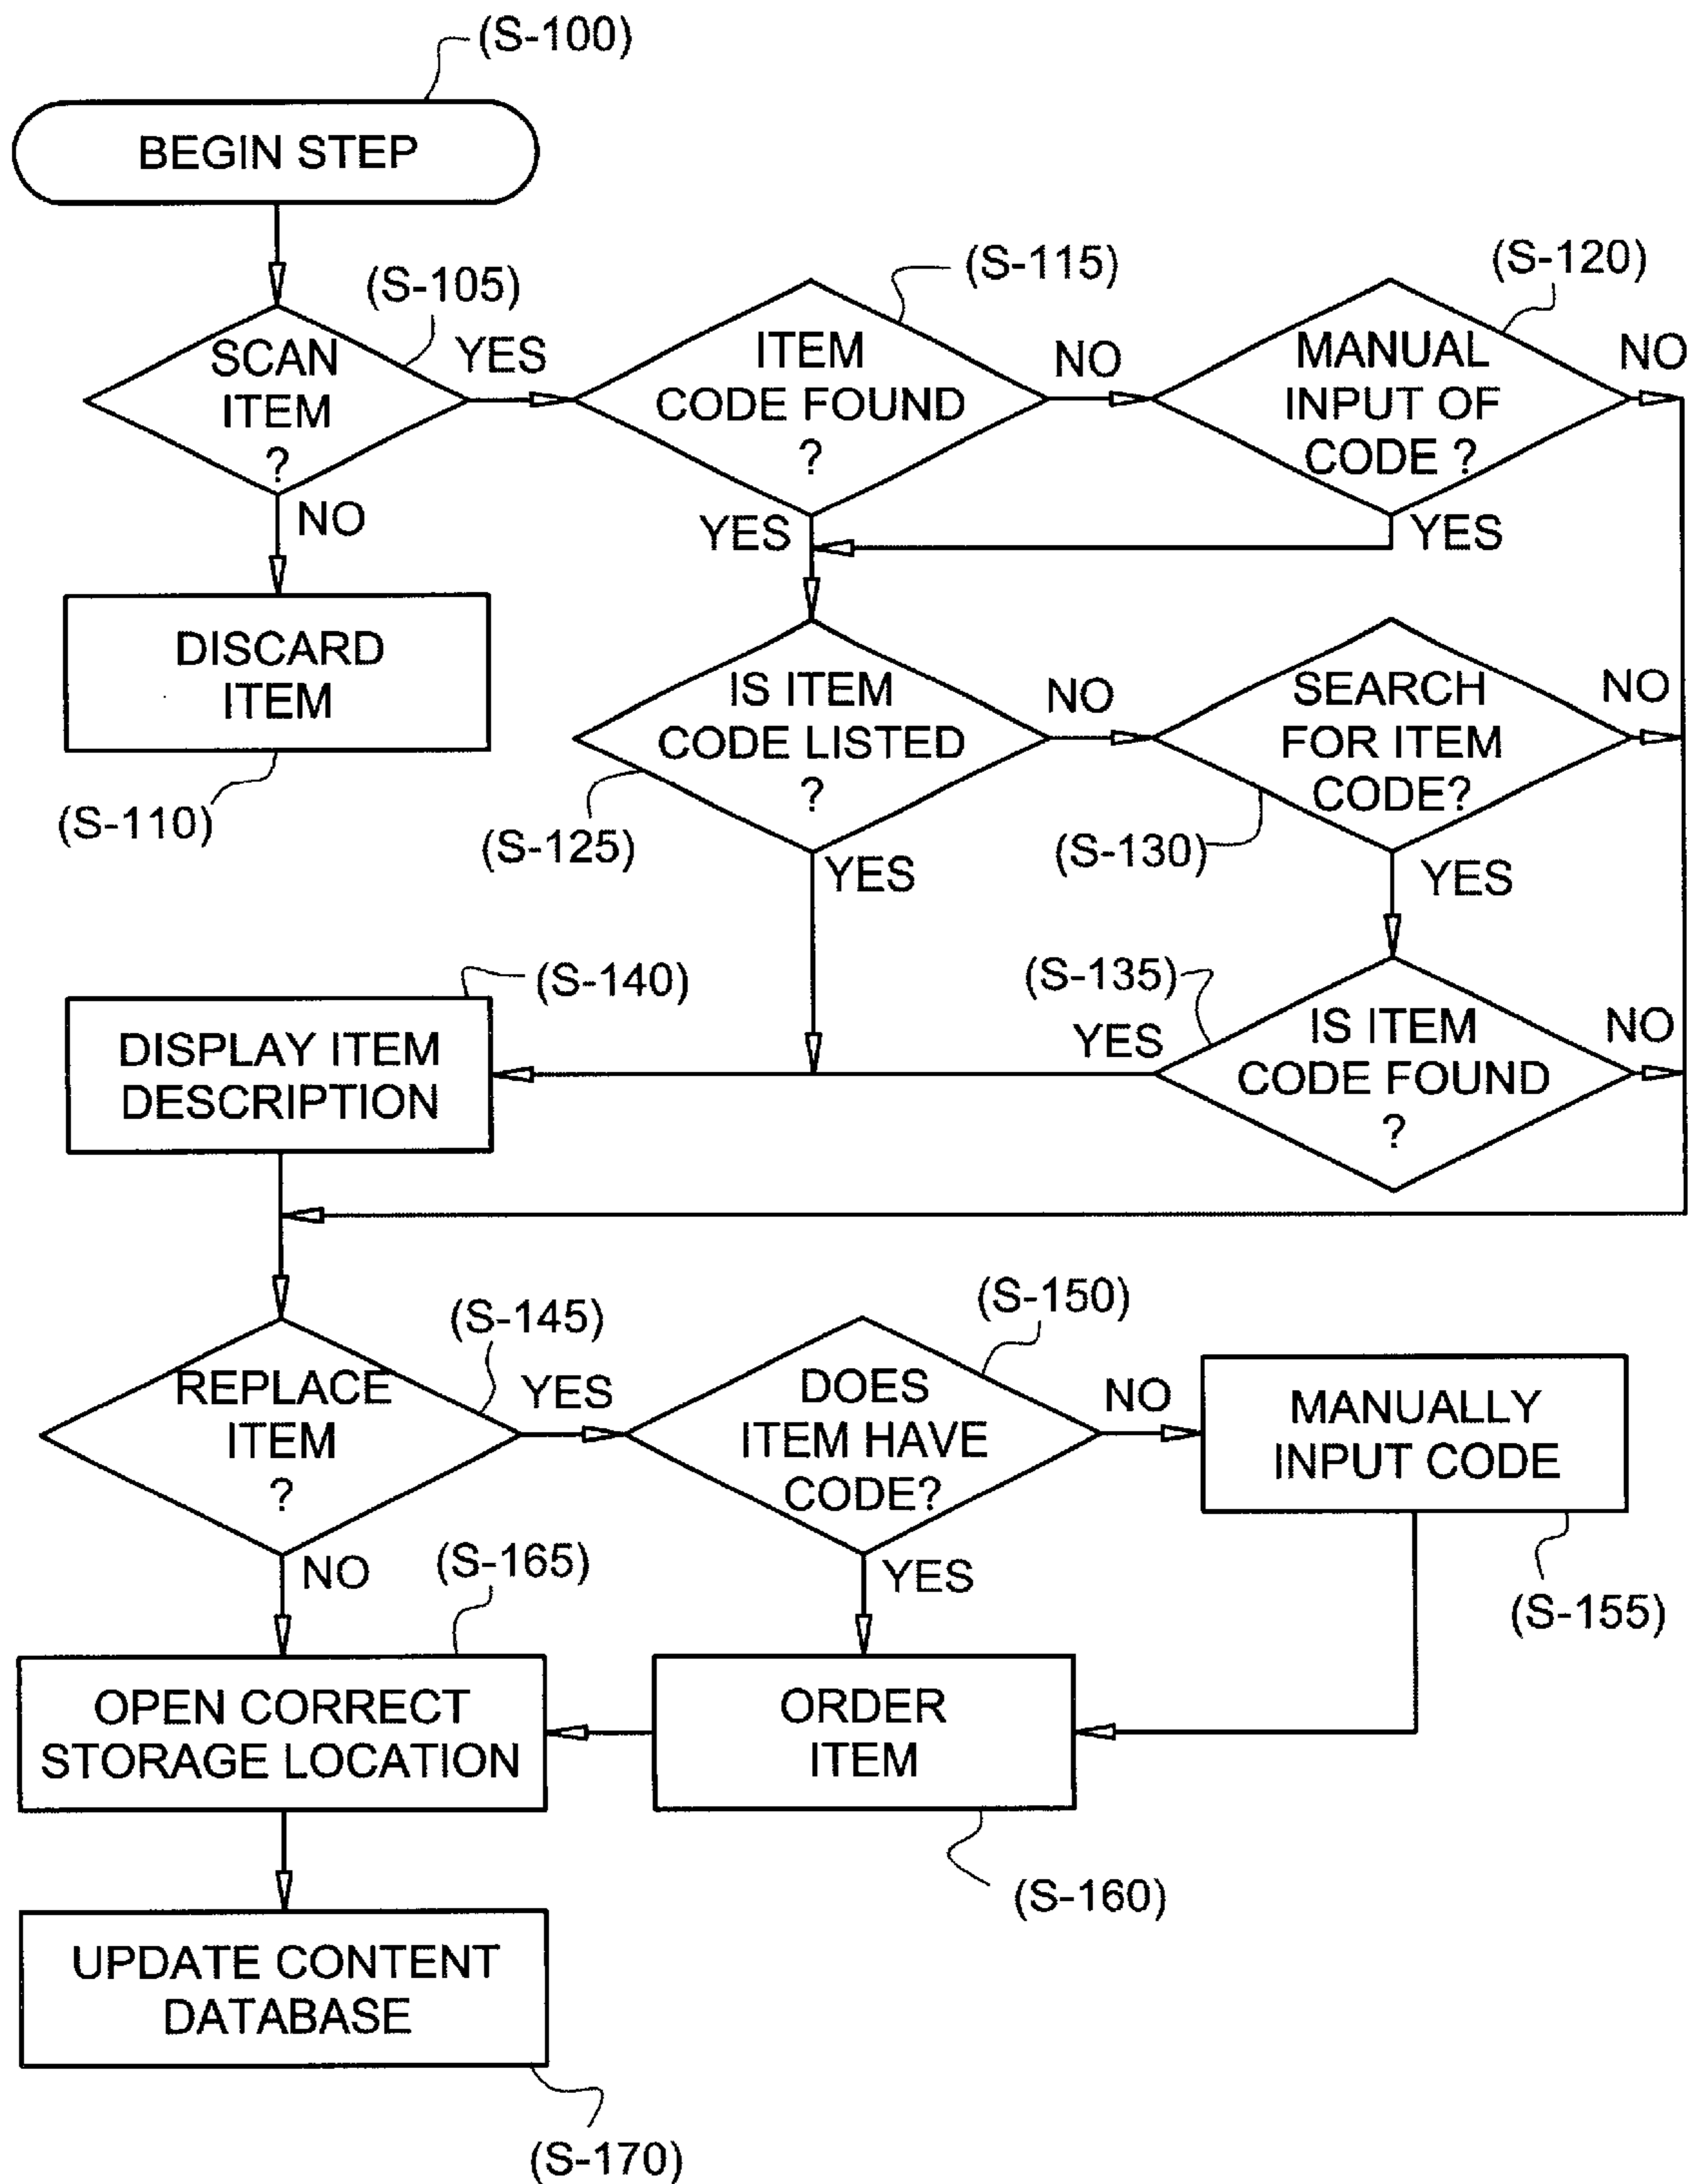 (S-100)
BEGIN STEP
(S-105)
SCAN
ITEM
?
YES
NO
(S-115)
ITEM
CODE FOUND
?
NO
YES
(S-120)
MANUAL
INPUT OF
CODE ?
NO
YES
DISCARD
ITEM
(S-110)
IS ITEM
CODE LISTED
?
NO
(S-125)
YES
SEARCH
FOR ITEM
CODE?
NO
(S-130)
YES
(S-140)
DISPLAY ITEM
DESCRIPTION
(S-135)
YES
IS ITEM
CODE FOUND
?
NO
(S-145)
REPLACE
ITEM
?
YES
NO
(S-150)
DOES
ITEM HAVE
CODE?
NO
YES
MANUALLY
INPUT CODE
(S-155)
(S-165)
OPEN CORRECT
STORAGE LOCATION
ORDER
ITEM
(S-160)
UPDATE CONTENT
DATABASE
(S-170)